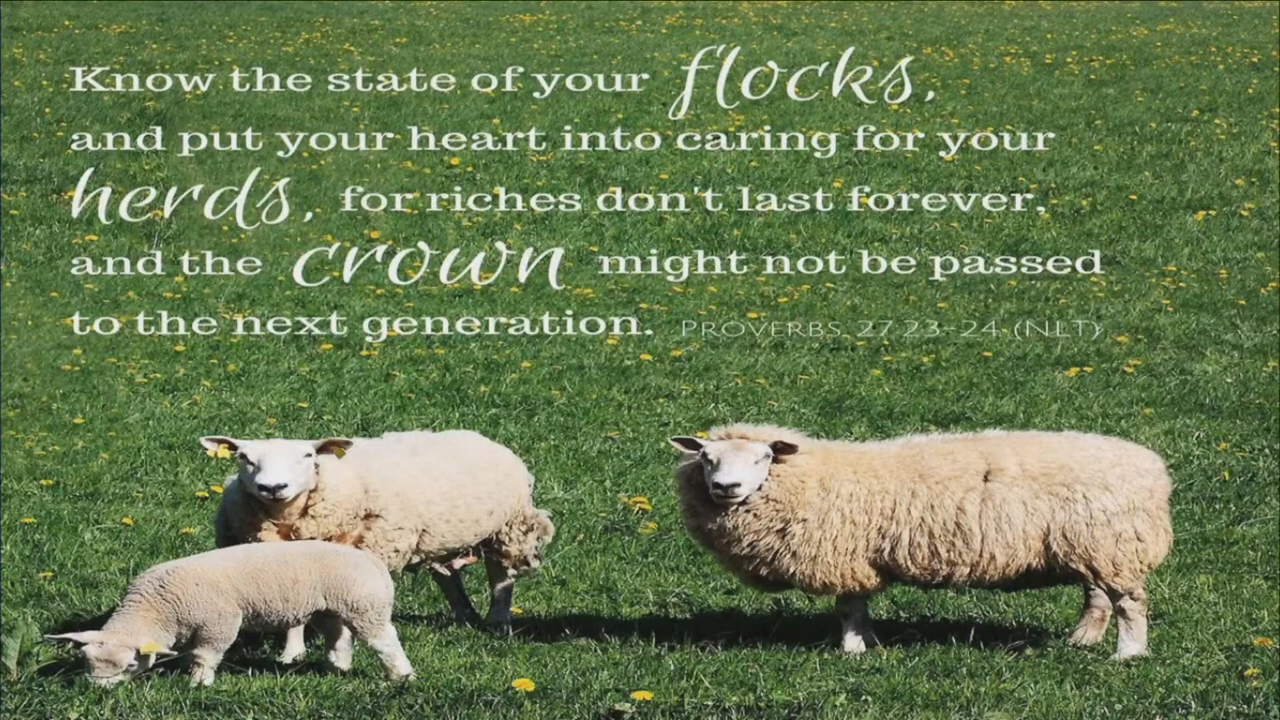 Know the state of your flocks,
and put your heart into caring for your
herds, for riches don't last forever,
and the crown might not be passed
to the next generation. PROVERBS 27:23-24 (NLT)